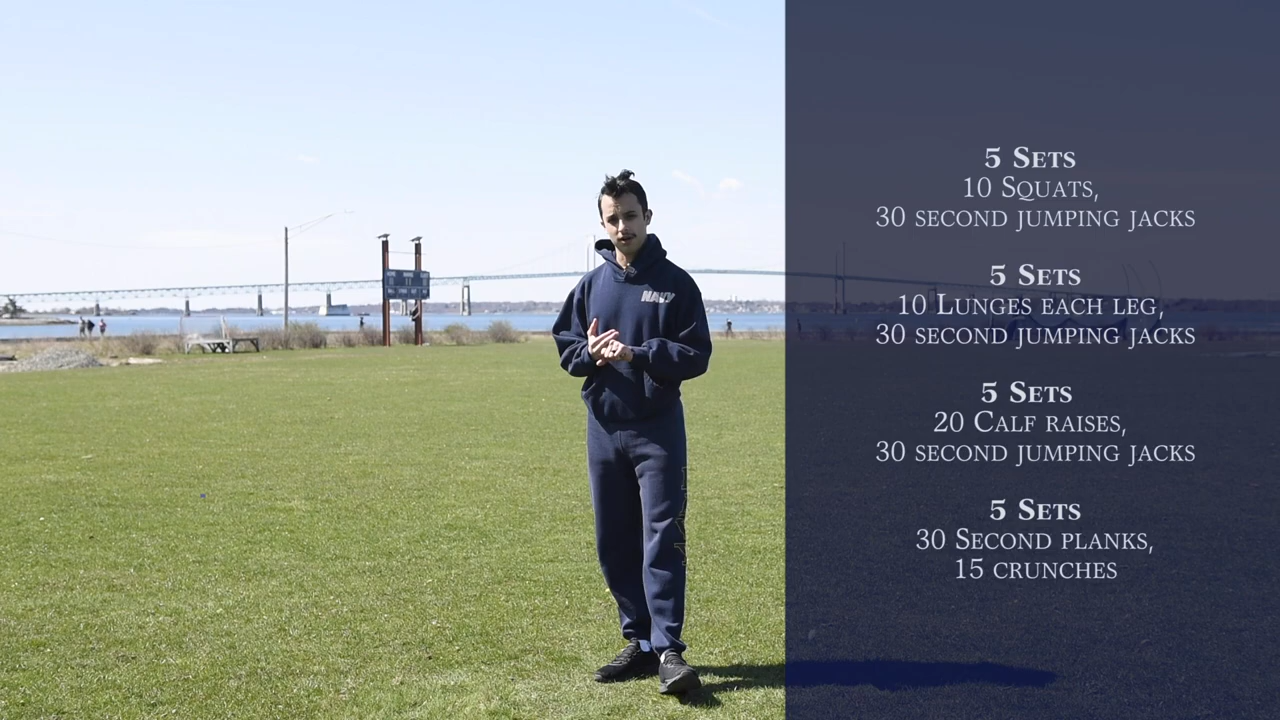 NAVY
5 Sets
10 Squats,
30 second jumping jacks
5 Sets
10 Lunges each leg,
30 second jumping jacks
5 Sets
20 Calf raises,
30 second jumping jacks
5 Sets
30 Second planks,
15 crunches